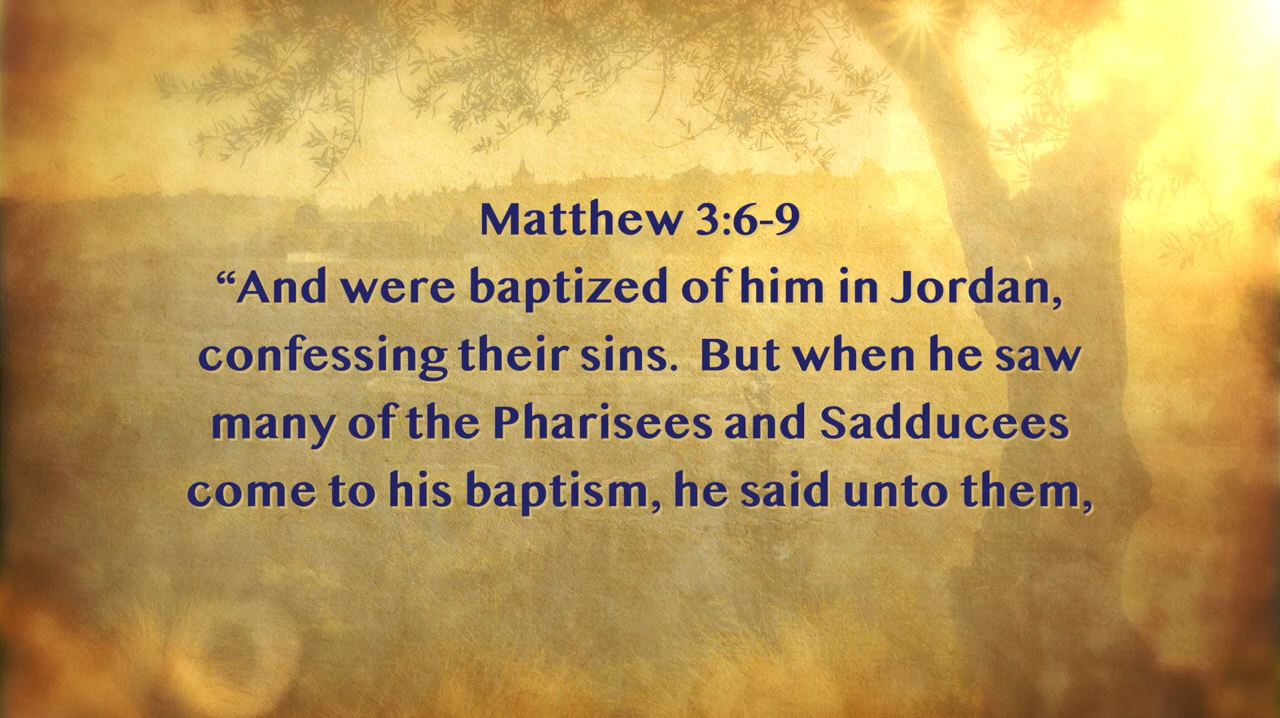 Matthew 3:6-9
“And were baptized of him in Jordan,
confessing their sins.  But when he saw
many of the Pharisees and Sadducees
come to his baptism, he said unto them,